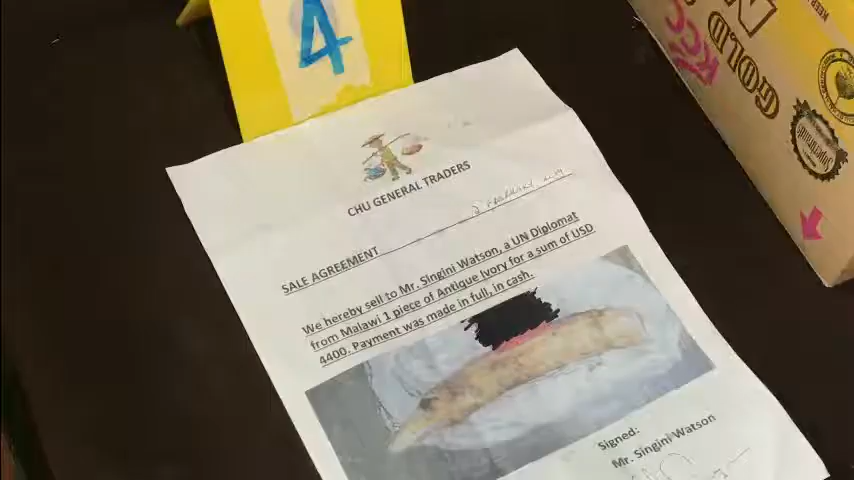 4
CHU GENERAL TRADERS
SALE AGREEMENT
We hereby sell to Mr. Singini Watson, a UN Diplomat
from Malawi 1 piece of Antique Ivory for a sum of USD
4400. Payment was made in full, in cash.
Signed:
Mr. Singini Watson
KCC
GOLD
Supermatch